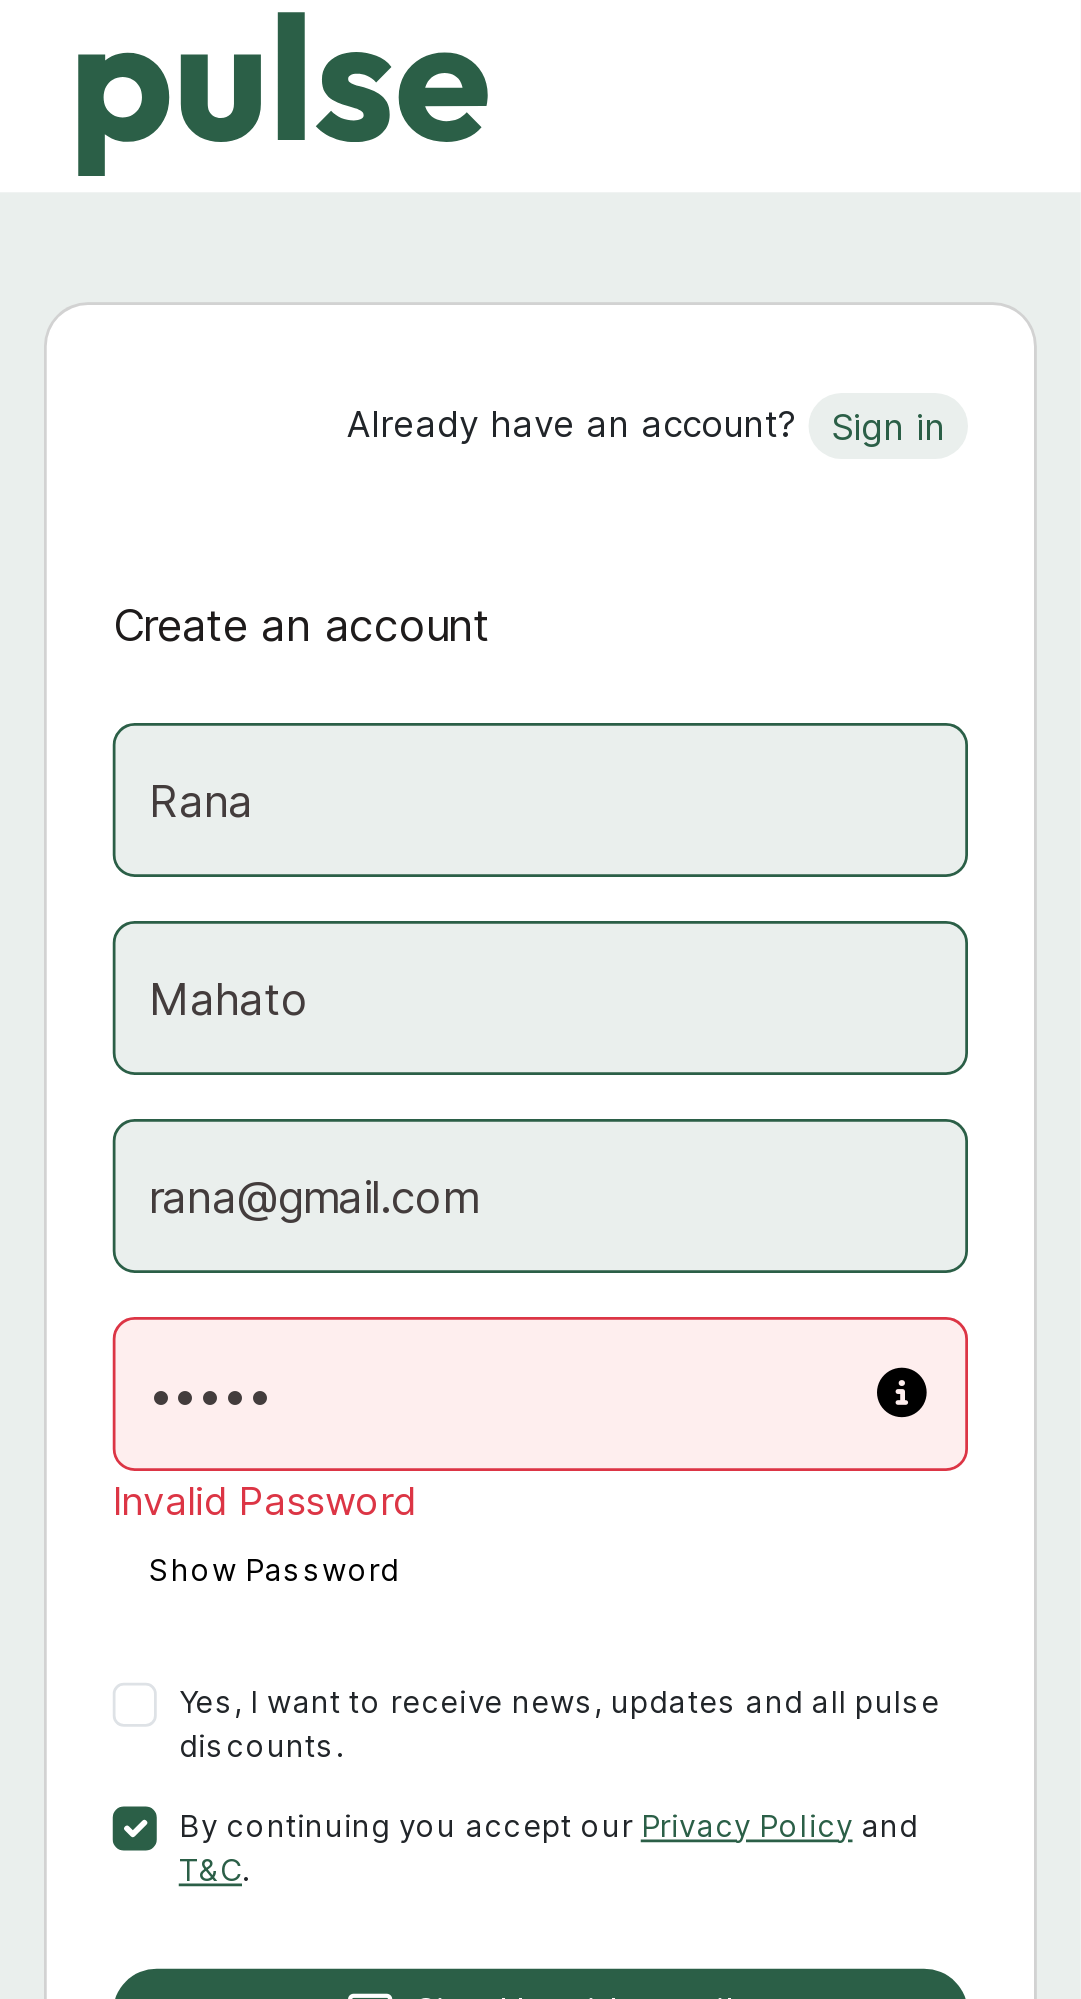 pulse
Already have an account? Sign in
Create an account
Rana
Mahato
rana@gmail.com
•••••
Invalid Password
Show Password
Yes, I want to receive news, updates and all pulse
discounts.
By continuing you accept our Privacy Policy and
T&C.